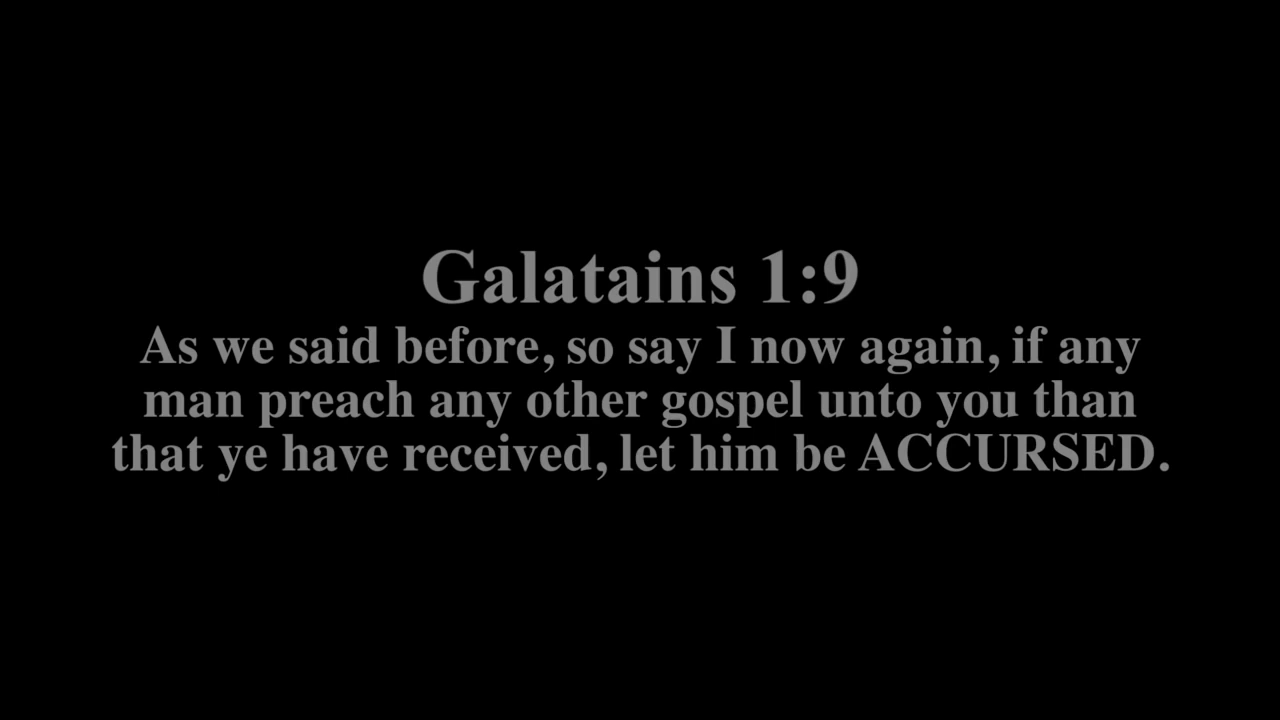 Galatains 1:9
As we said before, so say I now again, if any
man preach any other gospel unto you than
that ye have received, let him be ACCURSED.